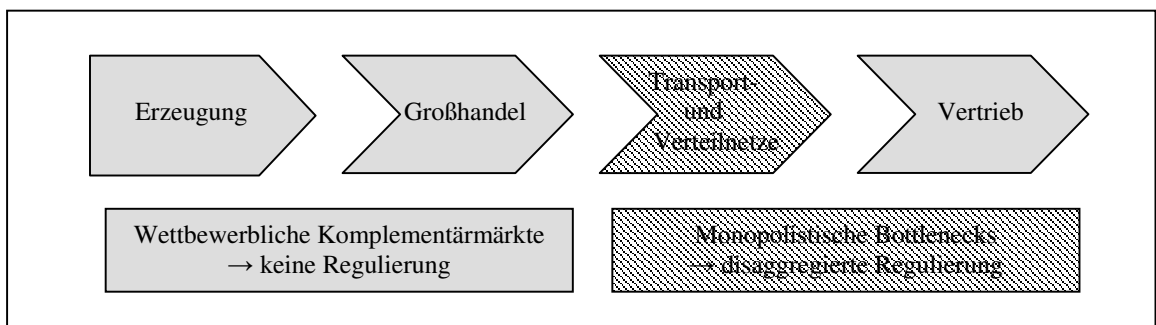 Erzeugung
Großhandel
Transport-
und
Verteilnetze
Vertrieb
Wettbewerbliche Komplementärmärkte
→ keine Regulierung
Monopolistische Bottlenecks
→ disaggregierte Regulierung